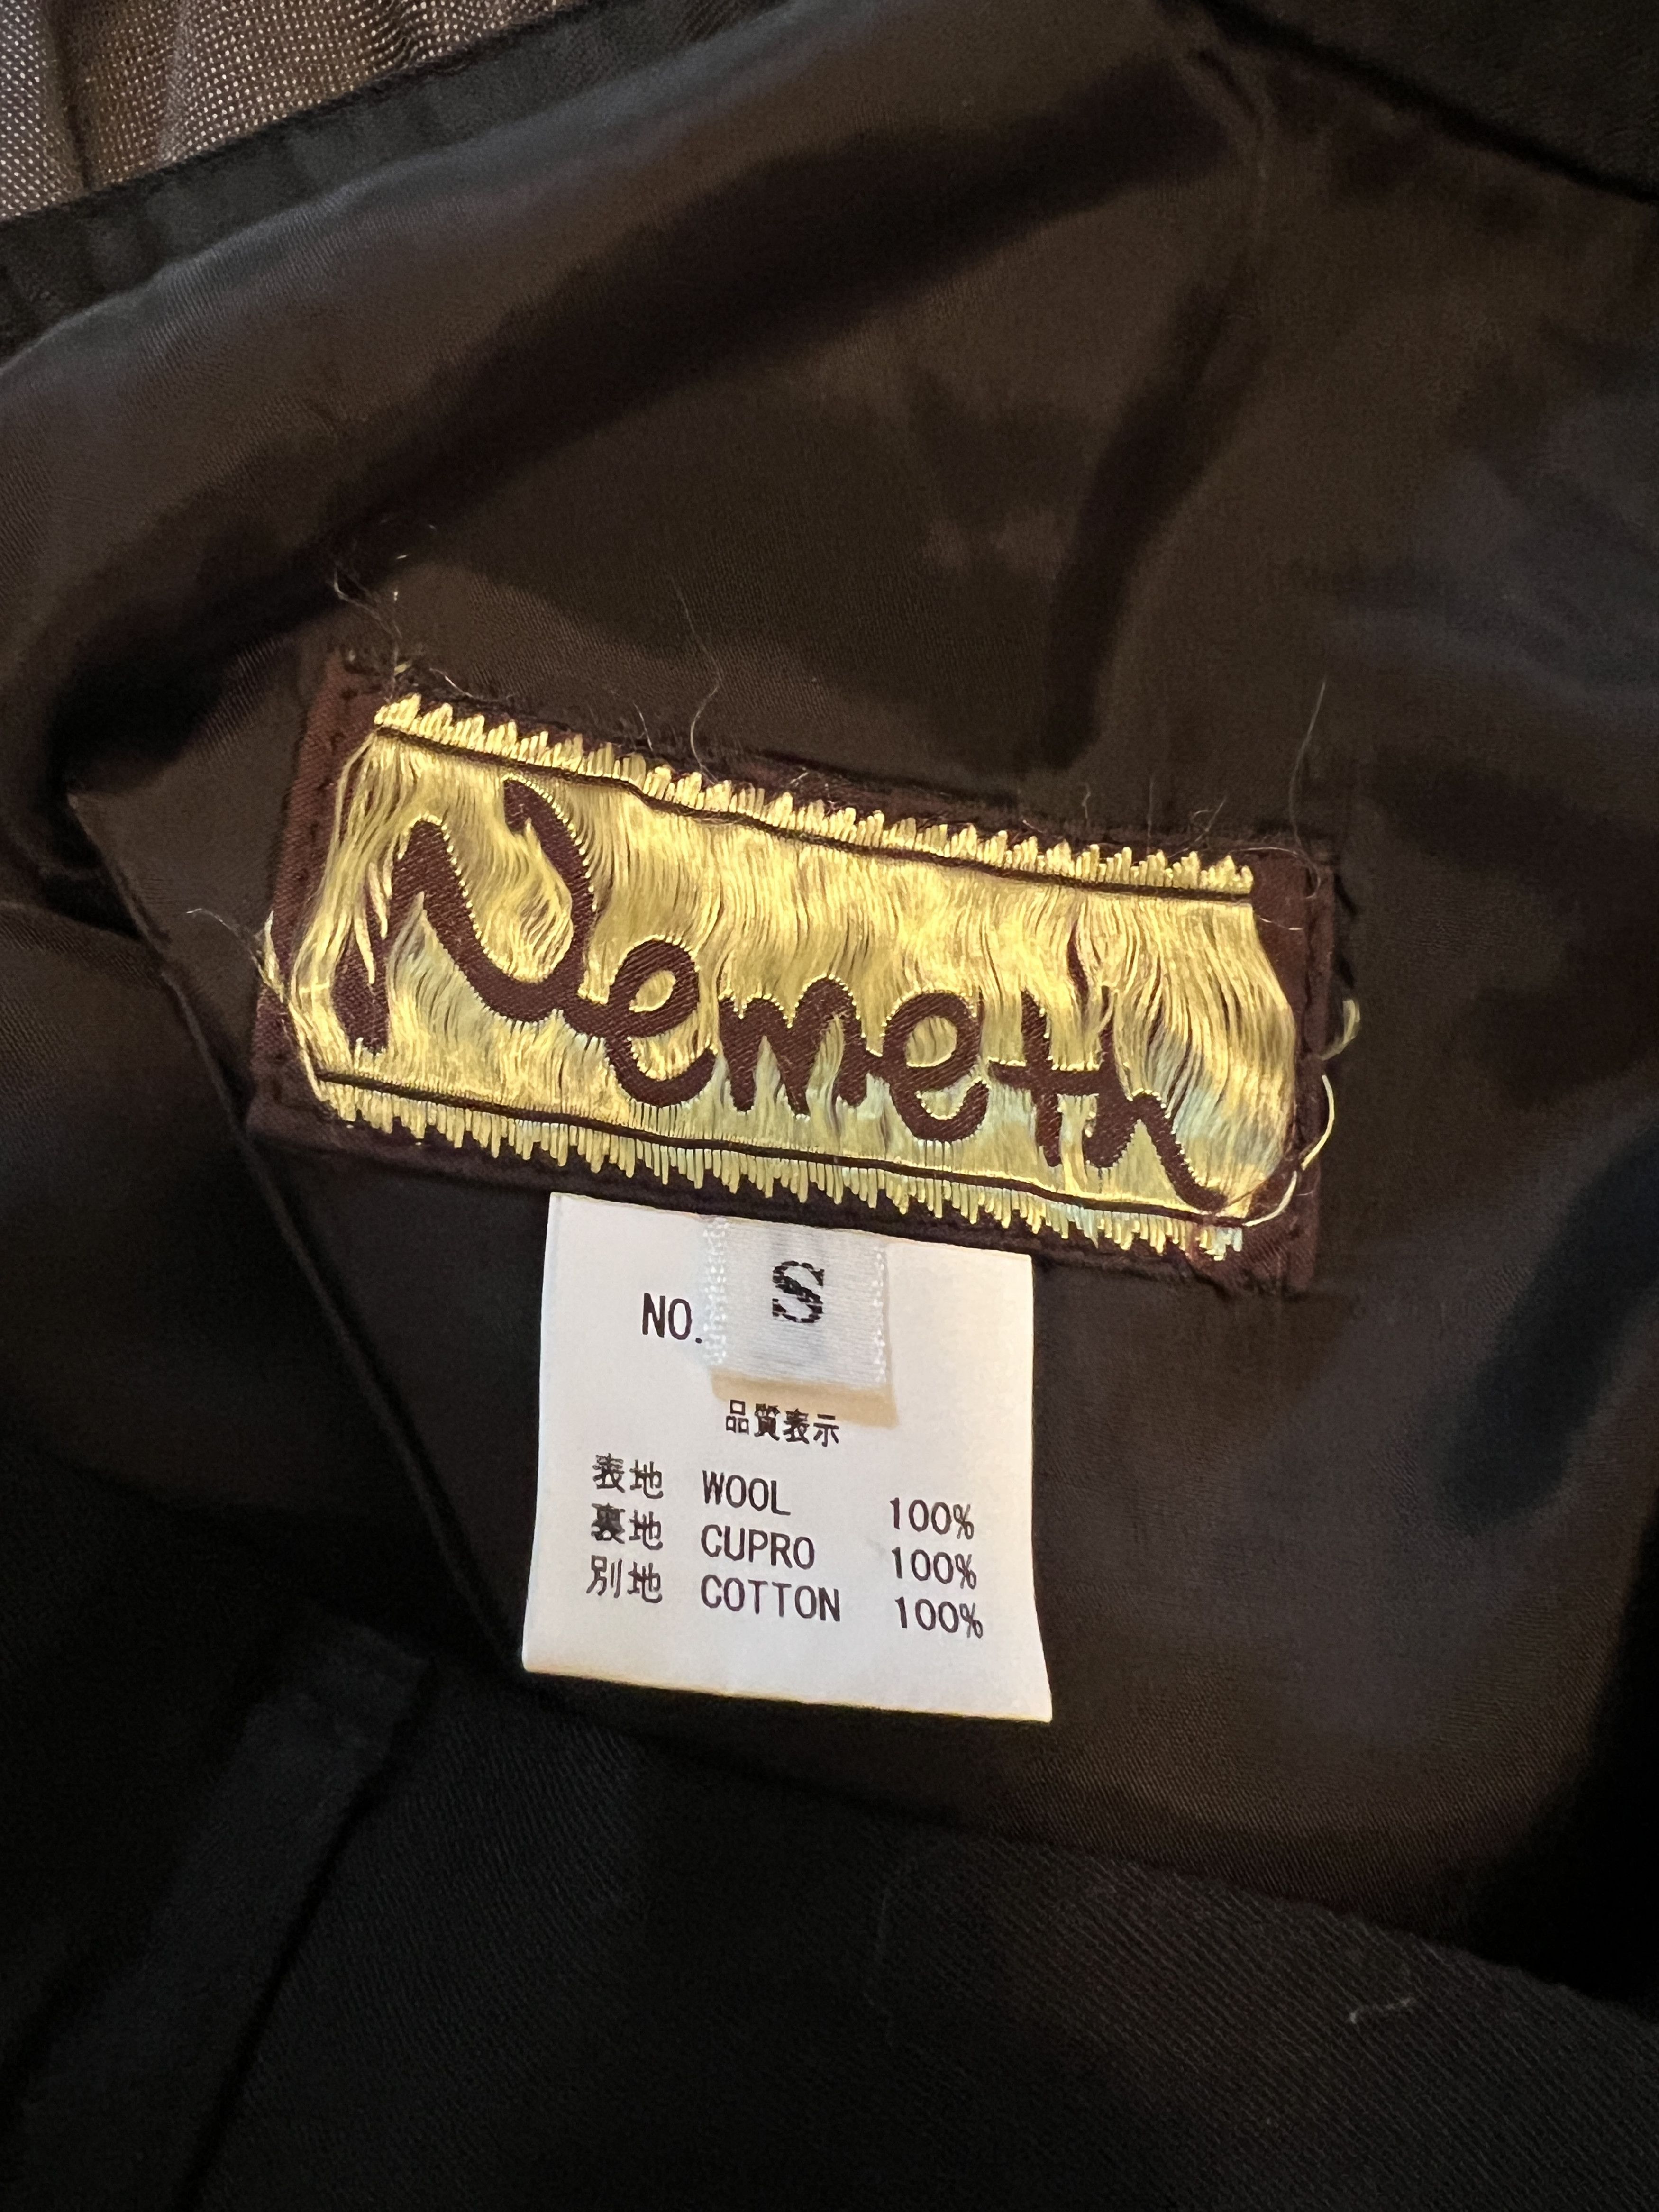 Nemeth
S
NO.
品質表示
表地 WOOL 100%
裏地 CUPRO 100%
別地 COTTON 100%